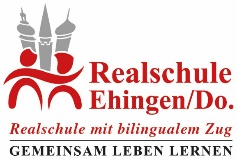 Realschule
Ehingen/Do.
Realschule mit bilingualem Zug
GEMEINSAM LEBEN LERNEN